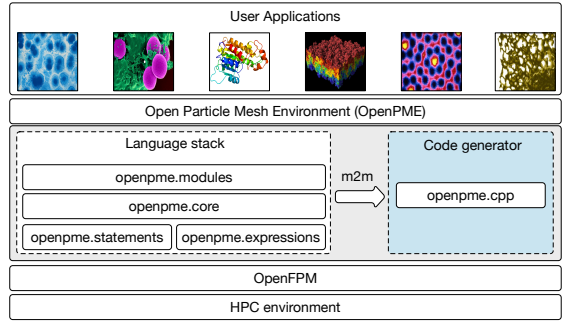 User Applications
Open Particle Mesh Environment (OpenPME)
Language stack
openpme.modules
openpme.core
openpme.statements
openpme.expressions
m2m
Code generator
openpme.cpp
OpenFPM
HPC environment